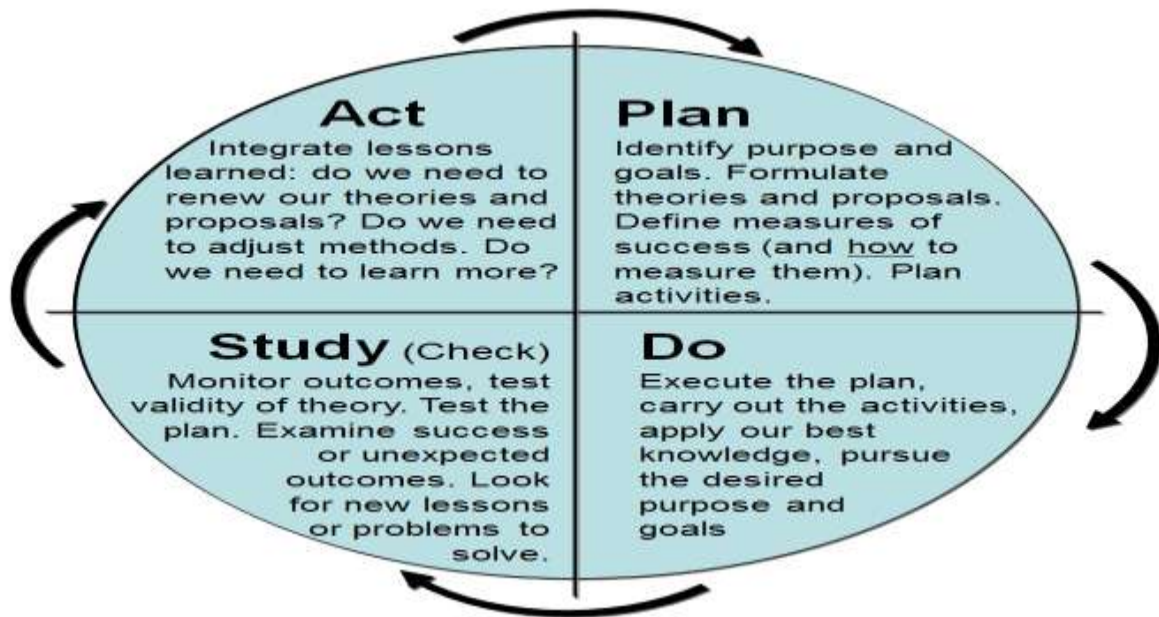 Act
Integrate lessons
learned: do we need to
renew our theories and
proposals? Do we need
to adjust methods. Do
we need to learn more?
Plan
Identify purpose and
goals. Formulate
theories and proposals.
Define measures of
success (and how to
measure them). Plan
activities.
Study (Check)
Monitor outcomes, test
validity of theory. Test the
plan. Examine success
or unexpected
outcomes. Look
for new lessons
or problems to
solve.
Do
Execute the plan,
carry out the activities,
apply our best
knowledge, pursue
the desired
purpose and
goals